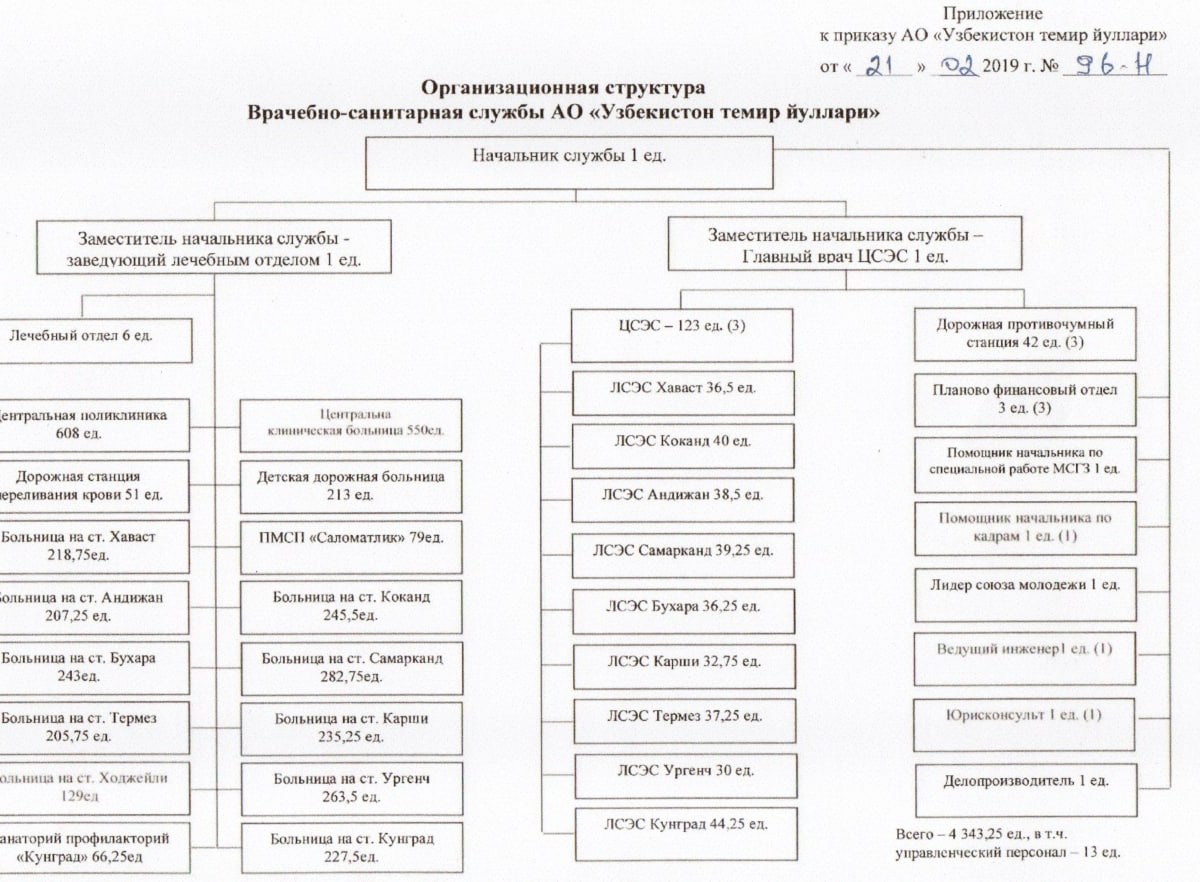 Приложение
к приказу АО «Узбекистон темир йуллари»
от « 21 » 02 2019 г. № 96-Н
Организационная структура
Врачебно-санитарная службы АО «Узбекистон темир йуллари»
Начальник службы 1 ед.
Заместитель начальника службы -
заведующий лечебным отделом 1 ед.
Заместитель начальника службы –
Главный врач ЦСЭС 1 ед.
Лечебный отдел 6 ед.
ентральная поликлиника
608 ед.
Дорожная станция
переливания крови 51 ед.
Больница на ст. Хаваст
218,75ед.
Больница на ст. Андижан
207,25 ед.
Больница на ст. Бухара
243ед.
Больница на ст. Термез
205,75 ед.
ольница на ст. Ходжейли
129ед
анаторий профилакторий
«Кунград» 66,25ед
Центральна
клиническая больница 550ед.
Детская дорожная больница
213 ед.
ПМСП «Саломатлик» 79ед.
Больница на ст. Коканд
245,5ед.
Больница на ст. Самарканд
282,75ед.
Больница на ст. Карши
235,25 ед.
Больница на ст. Ургенч
263,5 ед.
Больница на ст. Кунград
227,5ед.
ЦСЭС – 123 ед. (3)
ЛСЭС Хаваст 36,5 ед.
ЛСЭС Коканд 40 ед.
ЛСЭС Андижан 38,5 ед.
ЛСЭС Самарканд 39,25 ед.
ЛСЭС Бухара 36,25 ед.
ЛСЭС Карши 32,75 ед.
ЛСЭС Термез 37,25 ед.
ЛСЭС Ургенч 30 ед.
ЛСЭС Кунград 44,25 ед.
Дорожная противочумный
станция 42 ед. (3)
Планово финансовый отдел
3 ед. (3)
Помощник начальника по
специальной работе МСГЗ 1 ед.
Помощник начальника по
кадрам 1 ед. (1)
Лидер союза молодежи 1 ед.
Ведущий инженер1 ед. (1)
Юрисконсульт 1 ед. (1)
Делопроизводитель 1 ед.
Всего – 4 343,25 ед., в т.ч.
управленческий персонал – 13 ед.